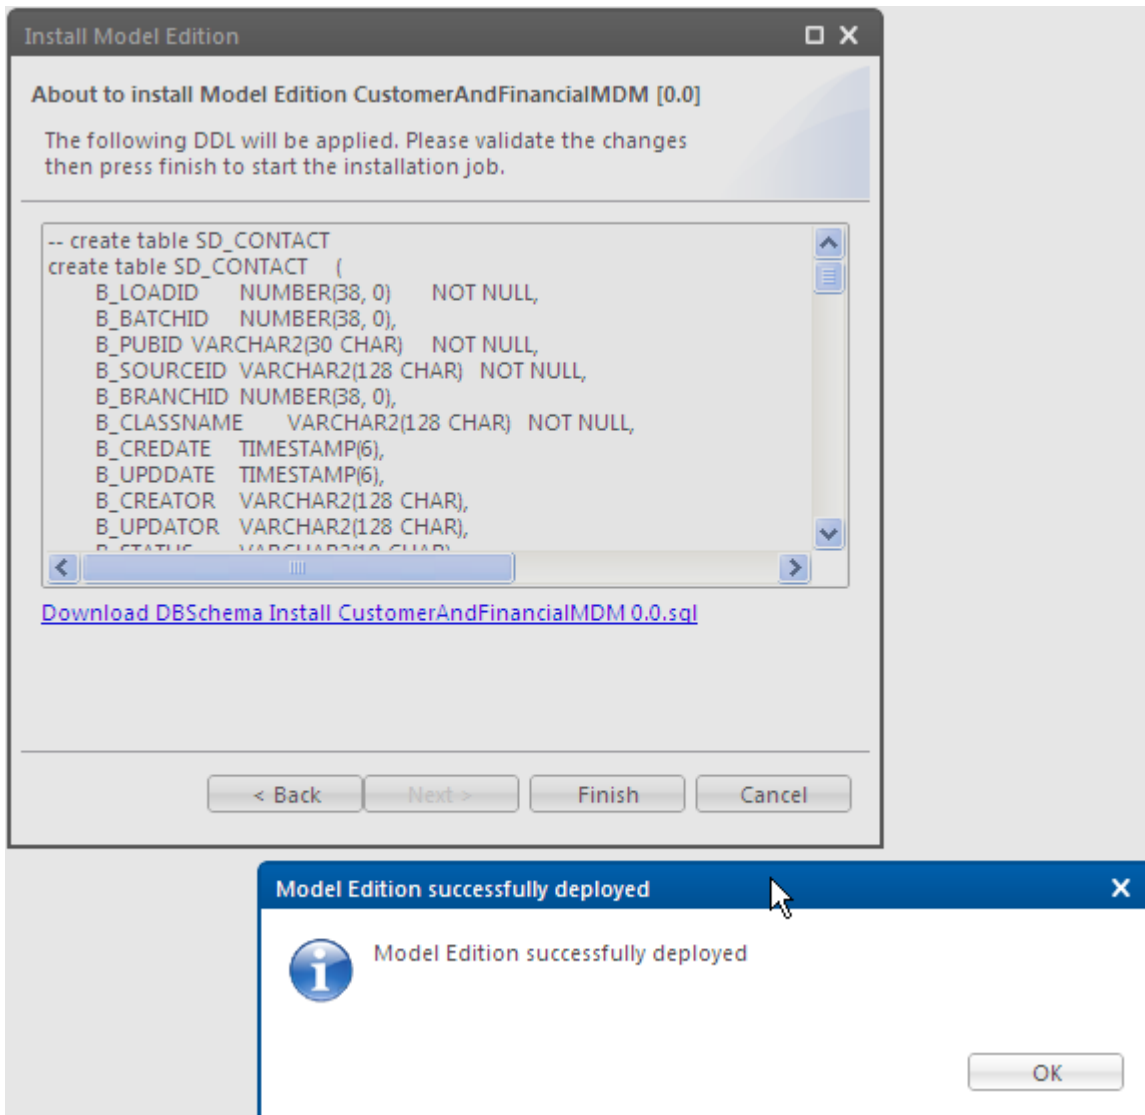 Install Model Edition
About to install Model Edition CustomerAndFinancialMDM [0.0]
The following DDL will be applied. Please validate the changes
then press finish to start the installation job.
-- create table SD_CONTACT
create table SD_CONTACT (
B_LOADID NUMBER(38, 0) NOT NULL,
B_BATCHID NUMBER(38, 0),
B_PUBID VARCHAR2(30 CHAR) NOT NULL,
B_SOURCEID VARCHAR2(128 CHAR) NOT NULL,
B_BRANCHID NUMBER(38, 0),
B_CLASSNAME VARCHAR2(128 CHAR) NOT NULL,
B_CREDATE TIMESTAMP(6),
B_UPDDATE TIMESTAMP(6),
B_CREATOR VARCHAR2(128 CHAR),
B_UPDATOR VARCHAR2(128 CHAR),
Download DBSchema Install CustomerAndFinancialMDM 0.0.sql
< Back Next > Finish Cancel
Model Edition successfully deployed
Model Edition successfully deployed
OK